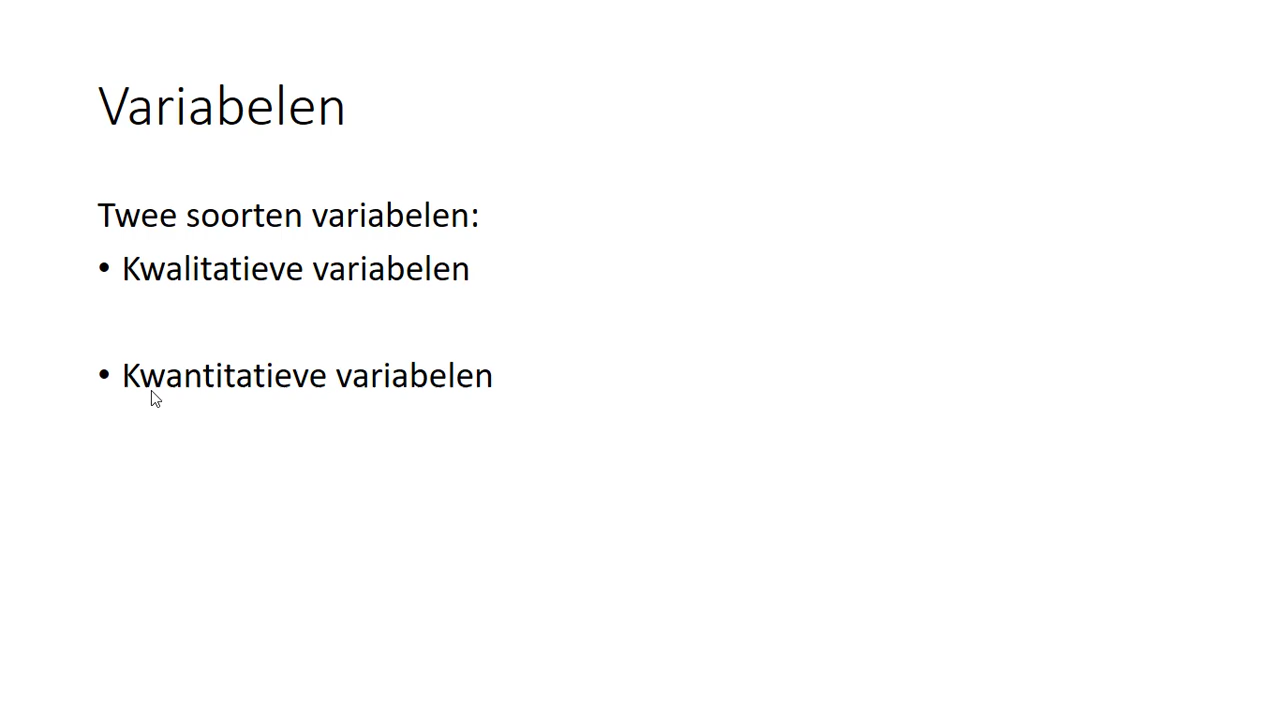 Variabelen
Twee soorten variabelen:
• Kwalitatieve variabelen
• Kwantitatieve variabelen